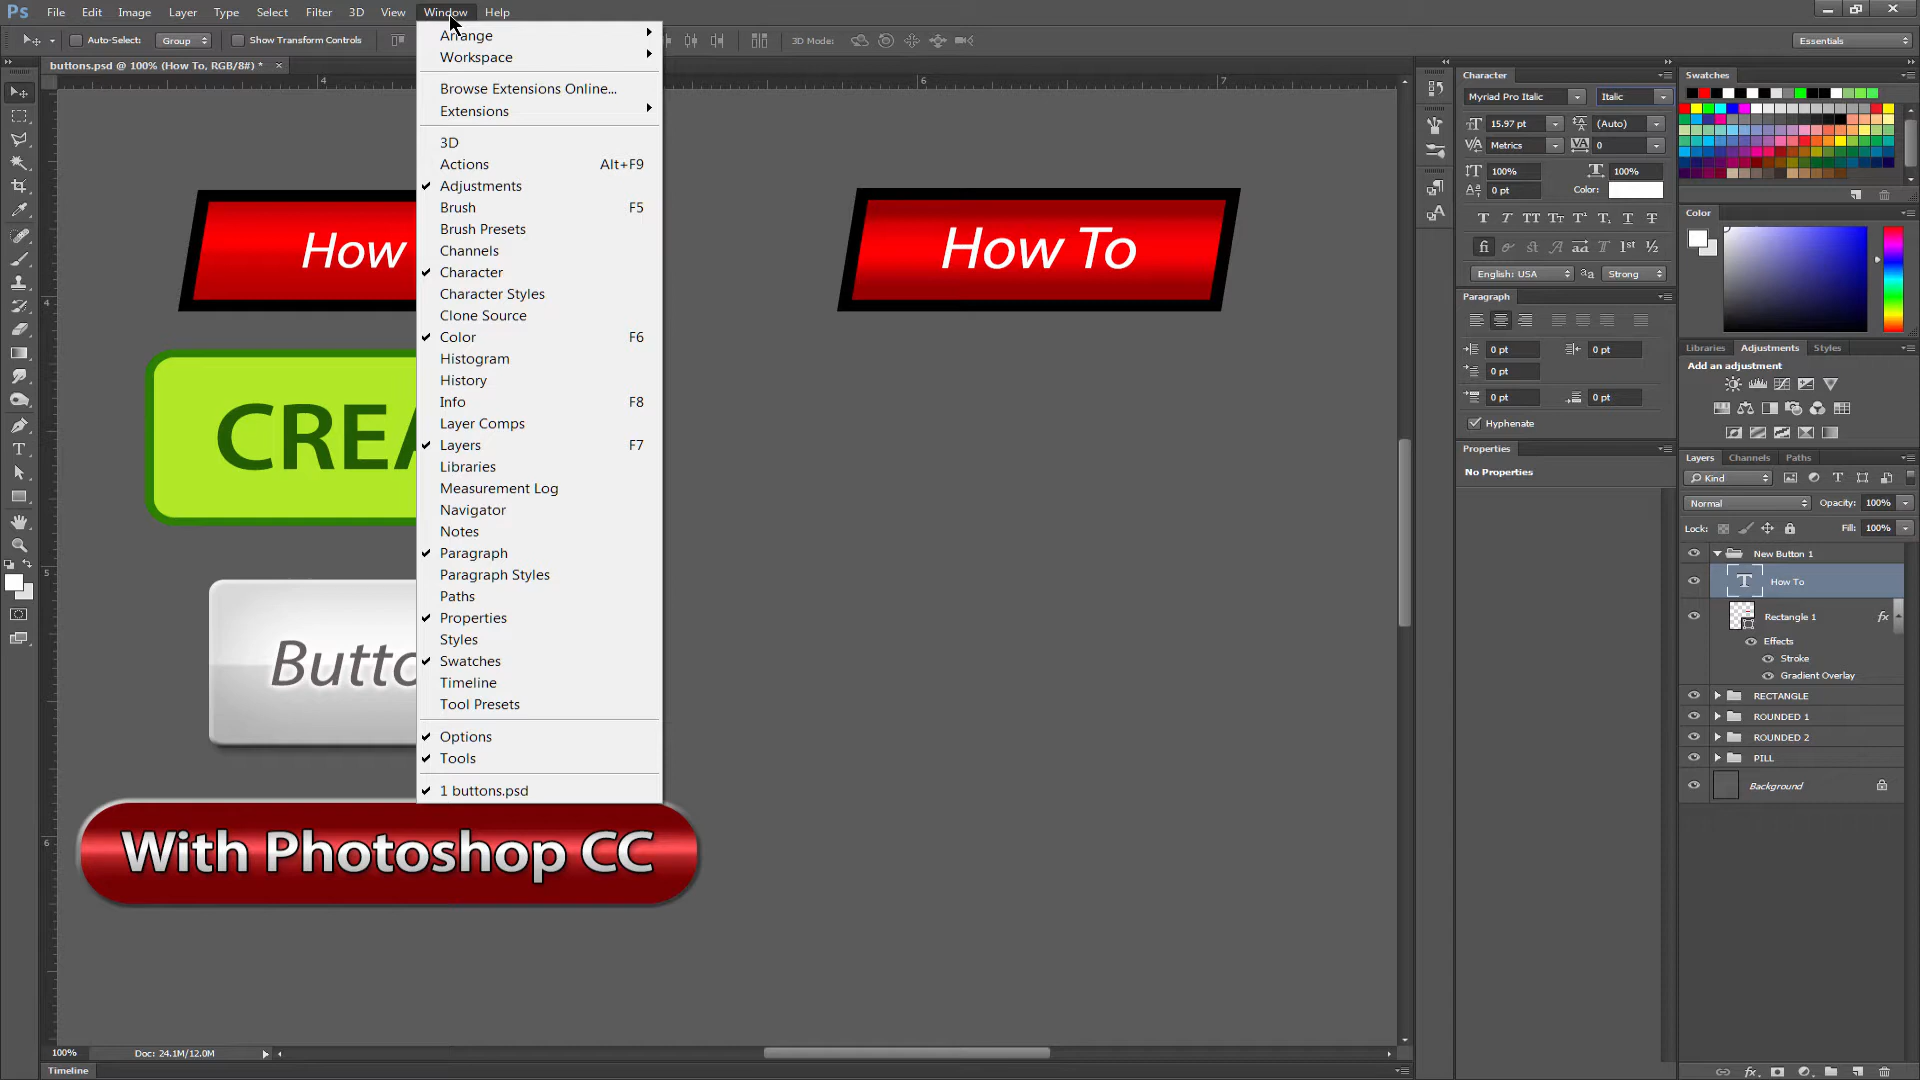 Ps File Edit Image Layer Type Select Filter 3D View Window Help
Auto-Select: Group Show Transform Controls 3D Mode: Essentials
buttons.psd @ 100% (How To, RGB/8#) * ×
4 6 7
Arrange
Workspace
Browse Extensions Online...
Extensions
3D
Actions Alt+F9
Adjustments
Brush F5
Brush Presets
Channels
Character
Character Styles
Clone Source
Color F6
Histogram
History
Info F8
Layer Comps
Layers F7
Libraries
Measurement Log
Navigator
Notes
Paragraph
Paragraph Styles
Paths
Properties
Styles
Swatches
Timeline
Tool Presets
Options
Tools
1 buttons.psd
How
How To
CREA
Butto
With Photoshop CC
4
5
6
Character
Myriad Pro Italic Italic
15.97 pt (Auto)
Metrics 0
100% 100%
0 pt Color:
English: USA Strong
Paragraph
0 pt 0 pt
0 pt
0 pt 0 pt
Hyphenate
Properties
No Properties
Swatches
Color
Libraries Adjustments Styles
Add an adjustment
Layers Channels Paths
Kind
Normal Opacity: 100%
Lock: Fill: 100%
New Button 1
How To
Rectangle 1 fx
Effects
Stroke
Gradient Overlay
RECTANGLE
ROUNDED 1
ROUNDED 2
PILL
Background
100% Doc: 24.1M/12.0M
Timeline